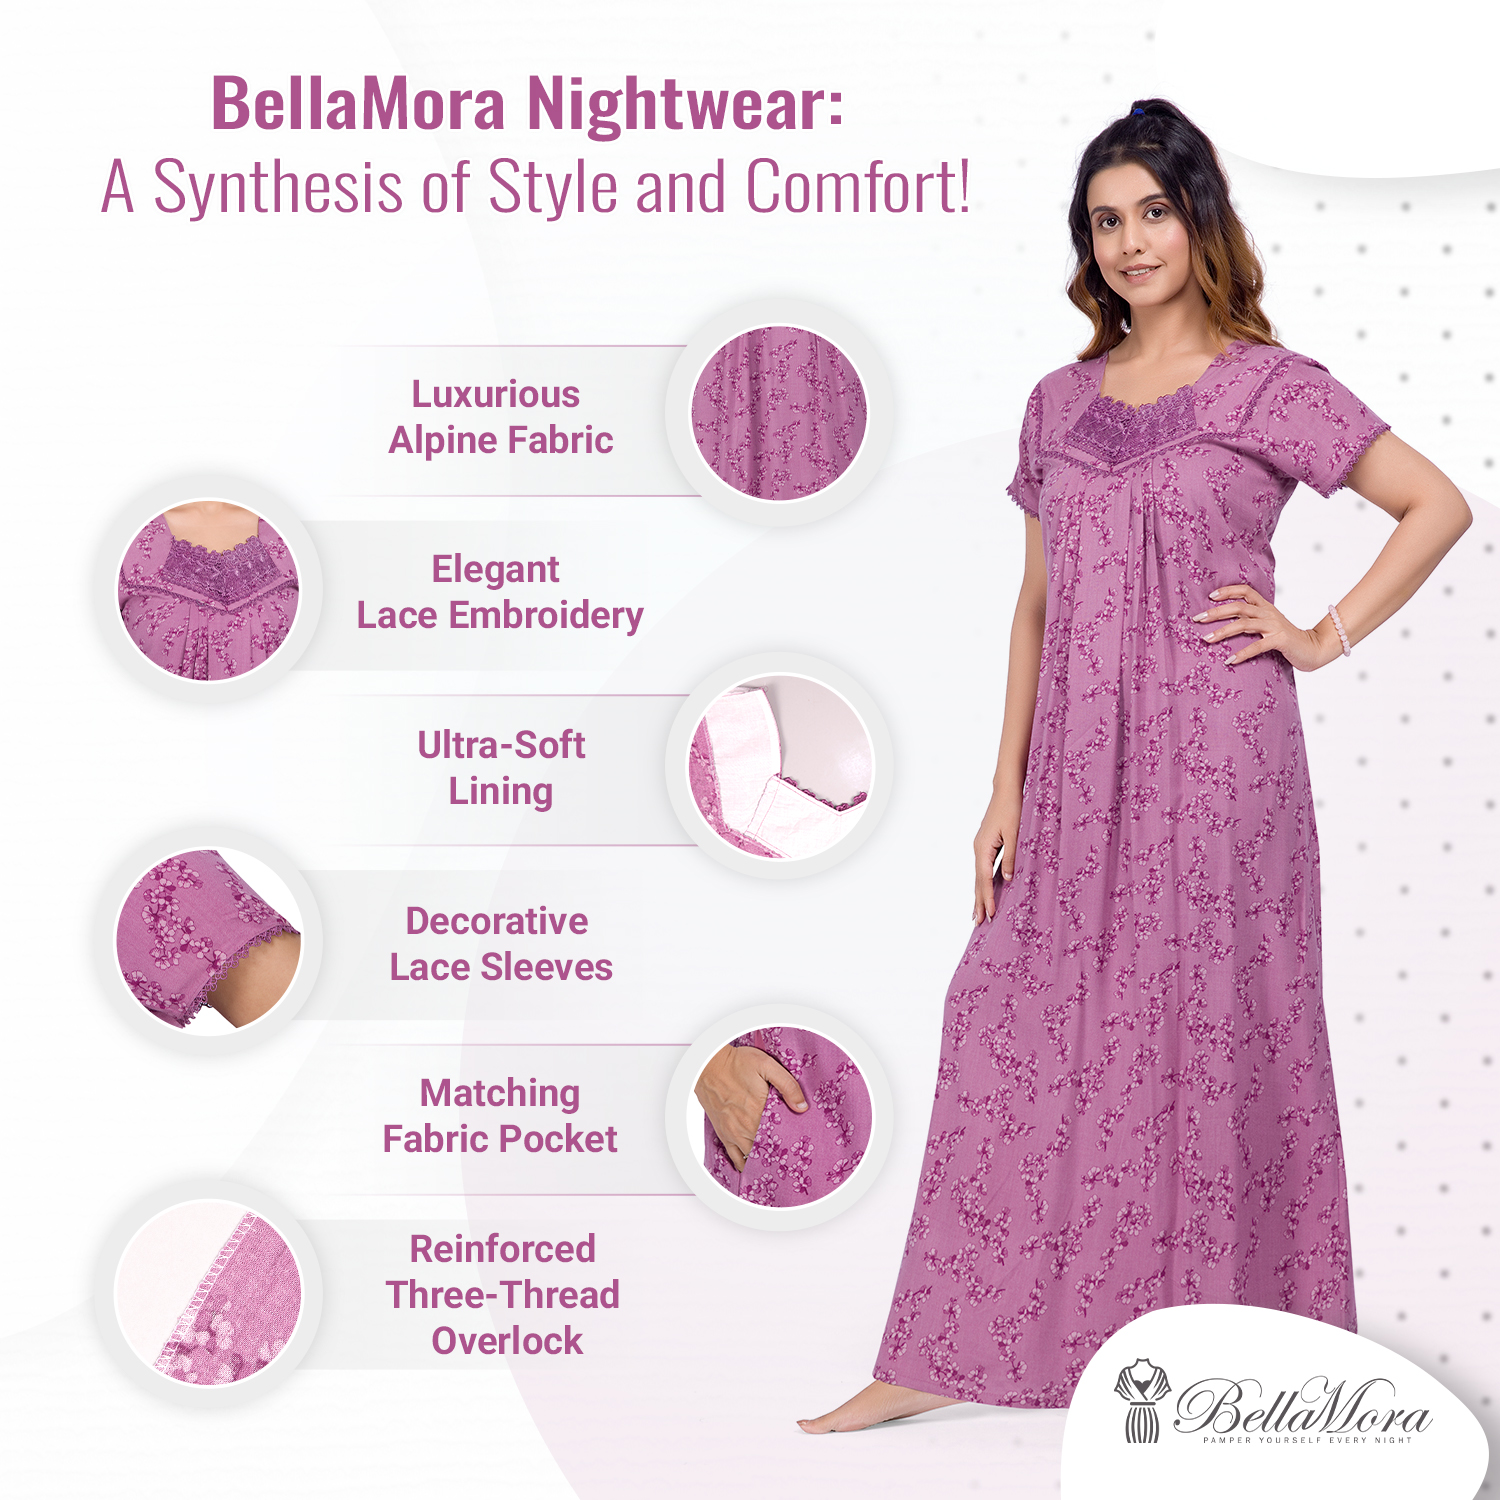 BellaMora Nightwear:
A Synthesis of Style and Comfort!
Luxurious
Alpine Fabric
Elegant
Lace Embroidery
Ultra-Soft
Lining
Decorative
Lace Sleeves
Matching
Fabric Pocket
Reinforced
Three-Thread
Overlock
BellaMora
PAMPER YOURSELF EVERY NIGHT